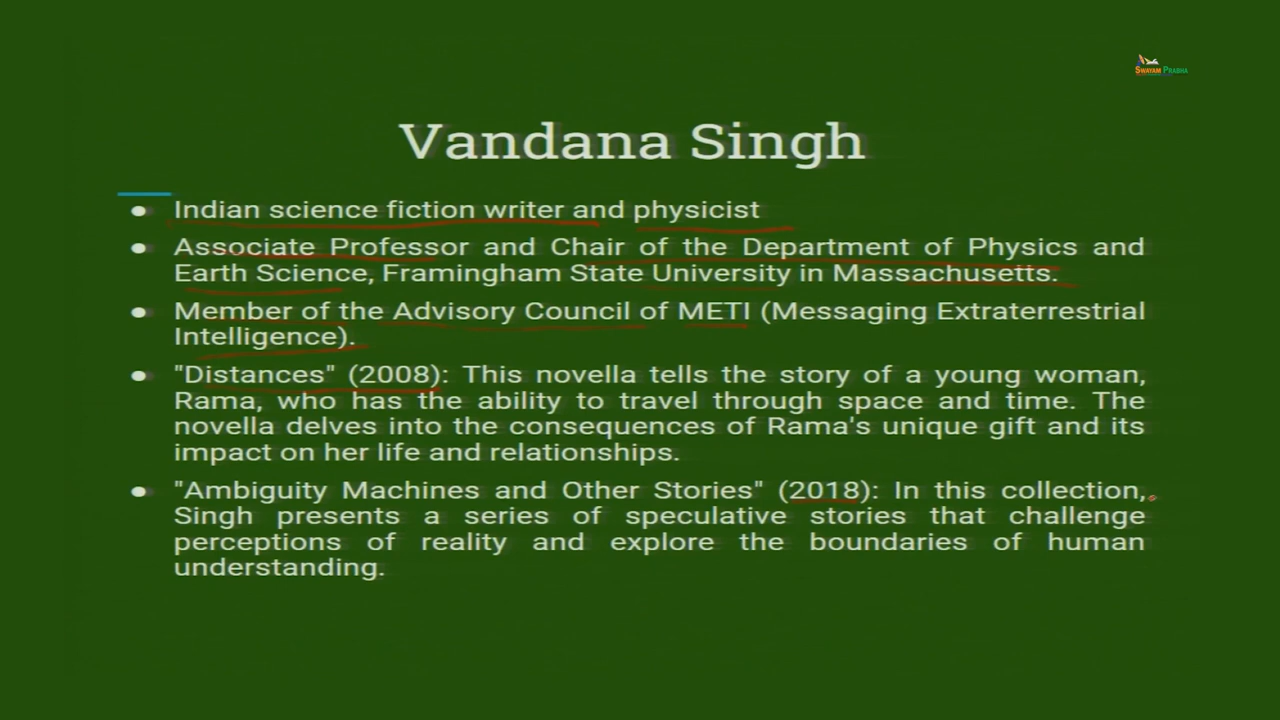 SWAYAM PRABHA
Vandana Singh
● Indian science fiction writer and physicist
● Associate Professor and Chair of the Department of Physics and
Earth Science, Framingham State University in Massachusetts.
● Member of the Advisory Council of METI (Messaging Extraterrestrial
Intelligence).
● "Distances" (2008): This novella tells the story of a young woman,
Rama, who has the ability to travel through space and time. The
novella delves into the consequences of Rama's unique gift and its
impact on her life and relationships.
● "Ambiguity Machines and Other Stories" (2018): In this collection,
Singh presents a series of speculative stories that challenge
perceptions of reality and explore the boundaries of human
understanding.